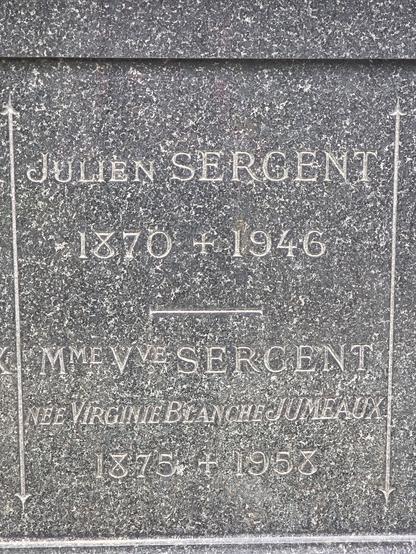 Julien SERGENT
1870 + 1946
Mme Vve SERGENT
née Virginie Blanche JUMEAUX
1875 + 1958